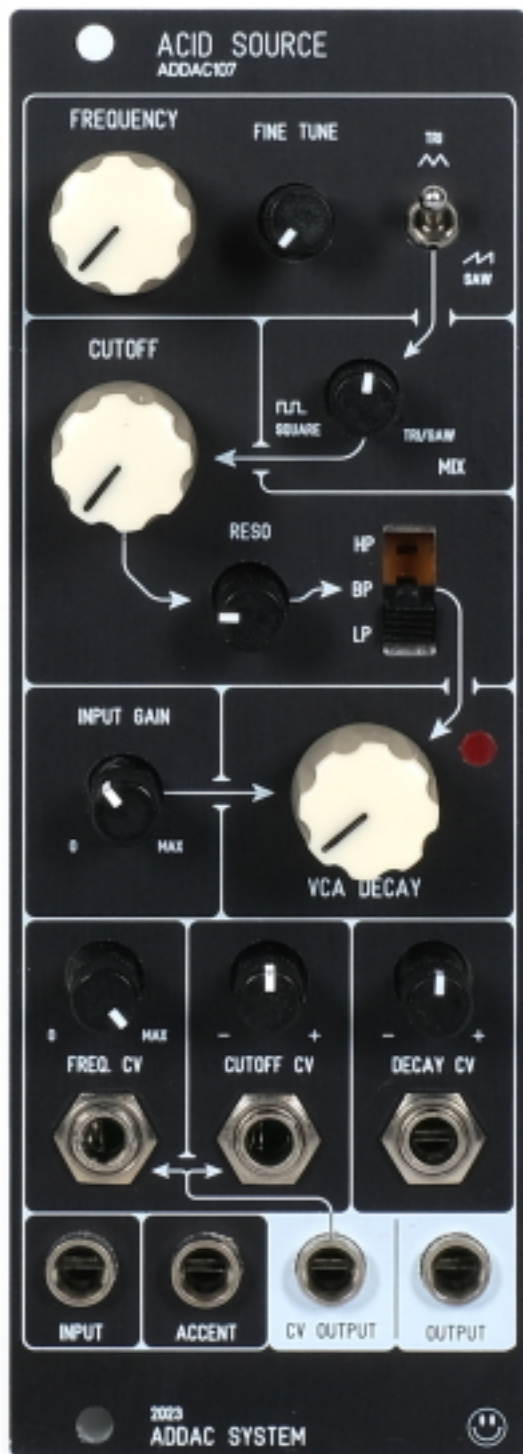 ACID SOURCE
ADDAC107
FREQUENCY
FINE TUNE
TRI
SAW
CUTOFF
SQUARE
TRI/SAW
MIX
RESO
HP
BP
LP
INPUT GAIN
0
MAX
VCA DECAY
0
MAX
FREQ. CV
- +
CUTOFF CV
- +
DECAY CV
INPUT
ACCENT
CV OUTPUT
OUTPUT
2023
ADDAC SYSTEM